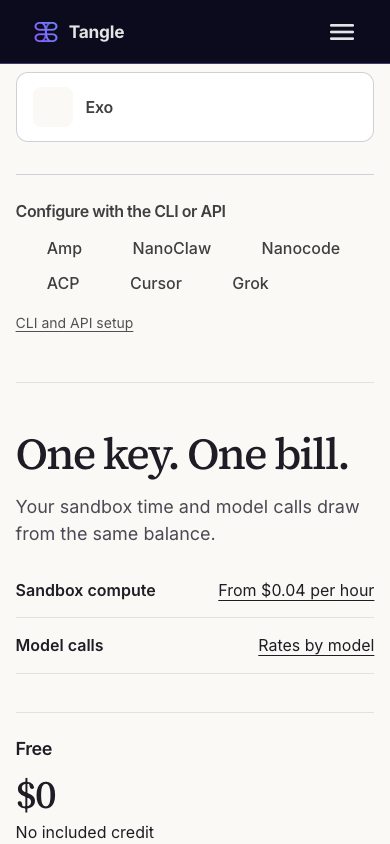 Tangle
Exo
Configure with the CLI or API
Amp NanoClaw Nanocode
ACP Cursor Grok
CLI and API setup
One key. One bill.
Your sandbox time and model calls draw
from the same balance.
Sandbox compute From $0.04 per hour
Model calls Rates by model
Free
$0
No included credit